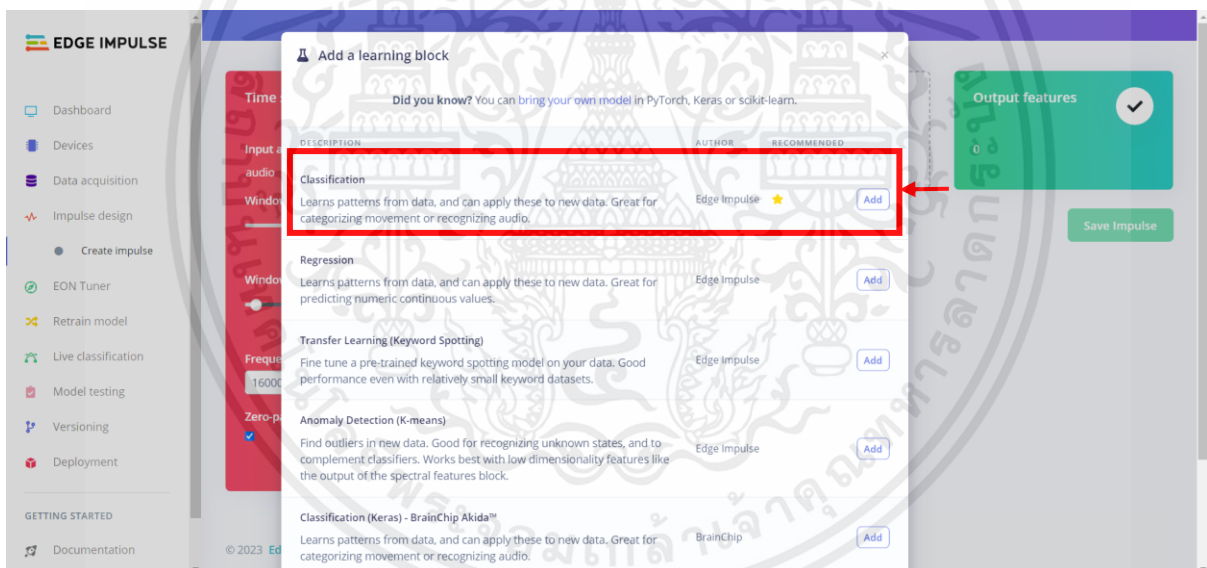 EDGE IMPULSE
Dashboard
Devices
Data acquisition
Impulse design
Create impulse
EON Tuner
Retrain model
Live classification
Model testing
Versioning
Deployment
GETTING STARTED
Documentation
Time
Input a
audio
Windo
Windo
Freque
16000
Zero-pa
© 2023 Ed
Add a learning block
×
Did you know? You can bring your own model in PyTorch, Keras or scikit-learn.
DESCRIPTION AUTHOR RECOMMENDED
Classification
Learns patterns from data, and can apply these to new data. Great for
categorizing movement or recognizing audio.
Edge Impulse Add
Regression
Learns patterns from data, and can apply these to new data. Great for
predicting numeric continuous values.
Edge Impulse Add
Transfer Learning (Keyword Spotting)
Fine tune a pre-trained keyword spotting model on your data. Good
performance even with relatively small keyword datasets.
Edge Impulse Add
Anomaly Detection (K-means)
Find outliers in new data. Good for recognizing unknown states, and to
complement classifiers. Works best with low dimensionality features like
the output of the spectral features block.
Edge Impulse Add
Classification (Keras) - BrainChip Akida™
Learns patterns from data, and can apply these to new data. Great for
categorizing movement or recognizing audio.
BrainChip Add
Output features
0
Save Impulse